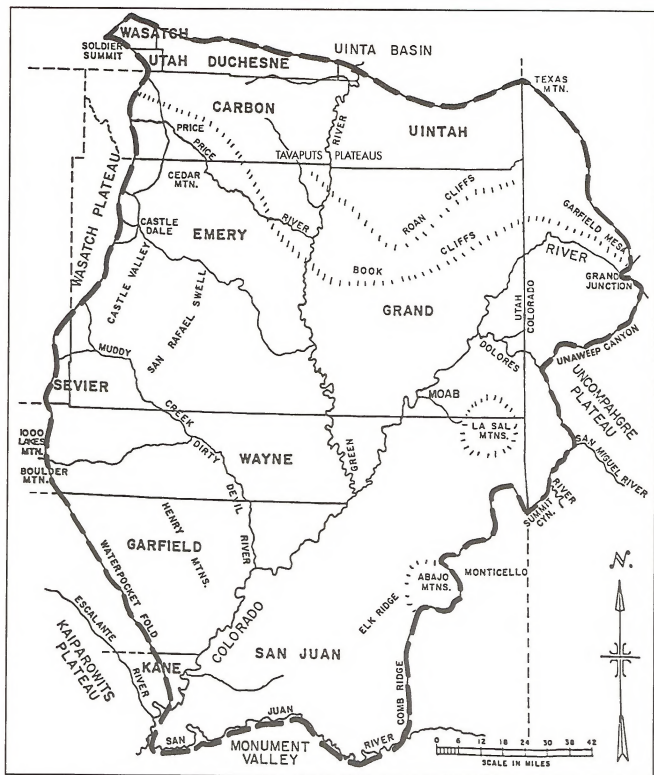 WASATCH
SOLDIER
SUMMIT
UTAH DUCHESNE
UINTA BASIN
TEXAS
MTN.
CARBON
UINTAH
PRICE
PRICE
RIVER
RIVER
TAVAPUTS PLATEAUS
CEDAR
MTN.
ROAN CLIFFS
BOOK CLIFFS
GARFIELD MESA
WASATCH PLATEAU
CASTLE
DALE
EMERY
CASTLE VALLEY
SAN RAFAEL SWELL
GRAND
RIVER
GRAND
JUNCTION
UTAH
COLORADO
DOLORES
UNAWEEP CANYON
UNCOMPAHGRE
PLATEAU
MUDDY
CREEK
SEVIER
MOAB
LA SAL
MTNS.
1000
LAKES
MTN.
BOULDER
MTN.
DIRTY
DEVIL
RIVER
WAYNE
GREEN
SAN MIGUEL RIVER
RIVER
SUMMIT
CYN.
HENRY
MTNS.
GARFIELD
WATERPOCKET FOLD
ABAJO
MTNS.
MONTICELLO
ELK RIDGE
N.
ESCALANTE
RIVER
KAIPAROWITS
PLATEAU
COLORADO
KANE
SAN JUAN
COMB RIDGE
SAN JUAN RIVER
MONUMENT
VALLEY
0 6 12 18 24 30 36 42
SCALE IN MILES